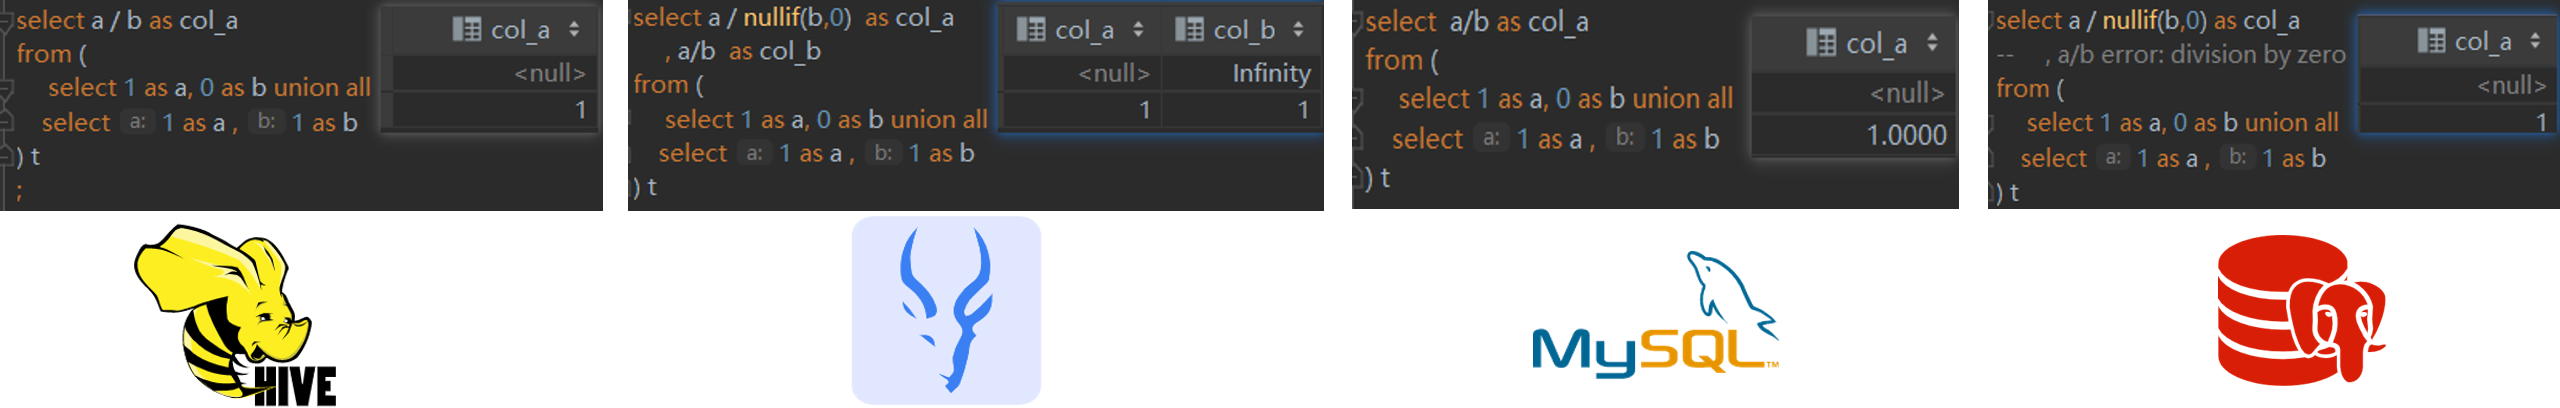 select a / b as col_a
from (
select 1 as a, 0 as b union all
select a: 1 as a , b: 1 as b
) t
;
col_a
<null>
1
select a / nullif(b,0) as col_a
, a/b as col_b
from (
select 1 as a, 0 as b union all
select a: 1 as a , b: 1 as b
) t
col_a col_b
<null> Infinity
1 1
select a/b as col_a
from (
select 1 as a, 0 as b union all
select a: 1 as a , b: 1 as b
) t
col_a
<null>
1.0000
select a / nullif(b,0) as col_a
-- , a/b error: division by zero
from (
select 1 as a, 0 as b union all
select a: 1 as a , b: 1 as b
) t
col_a
<null>
1
HIVE
MySQL™